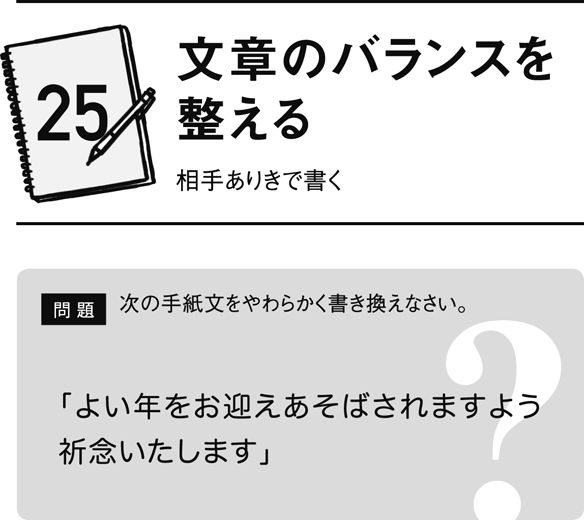 25
文章のバランスを
整える
相手ありきで書く
問題 次の手紙文をやわらかく書き換えなさい。
「よい年をお迎えあそばされますよう
祈念いたします」
?